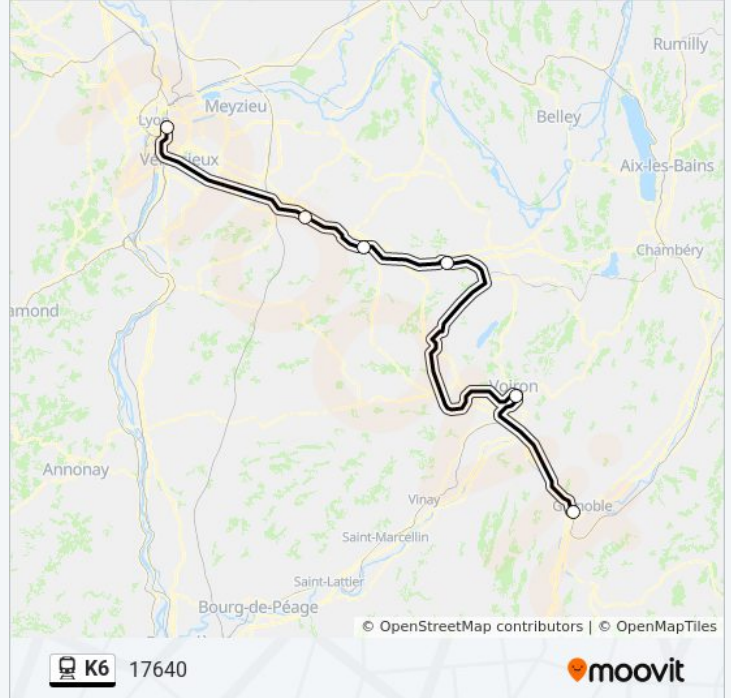 Rumilly
Meyzieu
Lyon
Belley
Vénissieux
Aix-les-Bains
Chambéry
amond
Voiron
Annonay
Vinay
Grenoble
Saint-Marcellin
Saint-Lattier
Bourg-de-Péage
© OpenStreetMap contributors | © OpenMapTiles
K6 17640
moovit